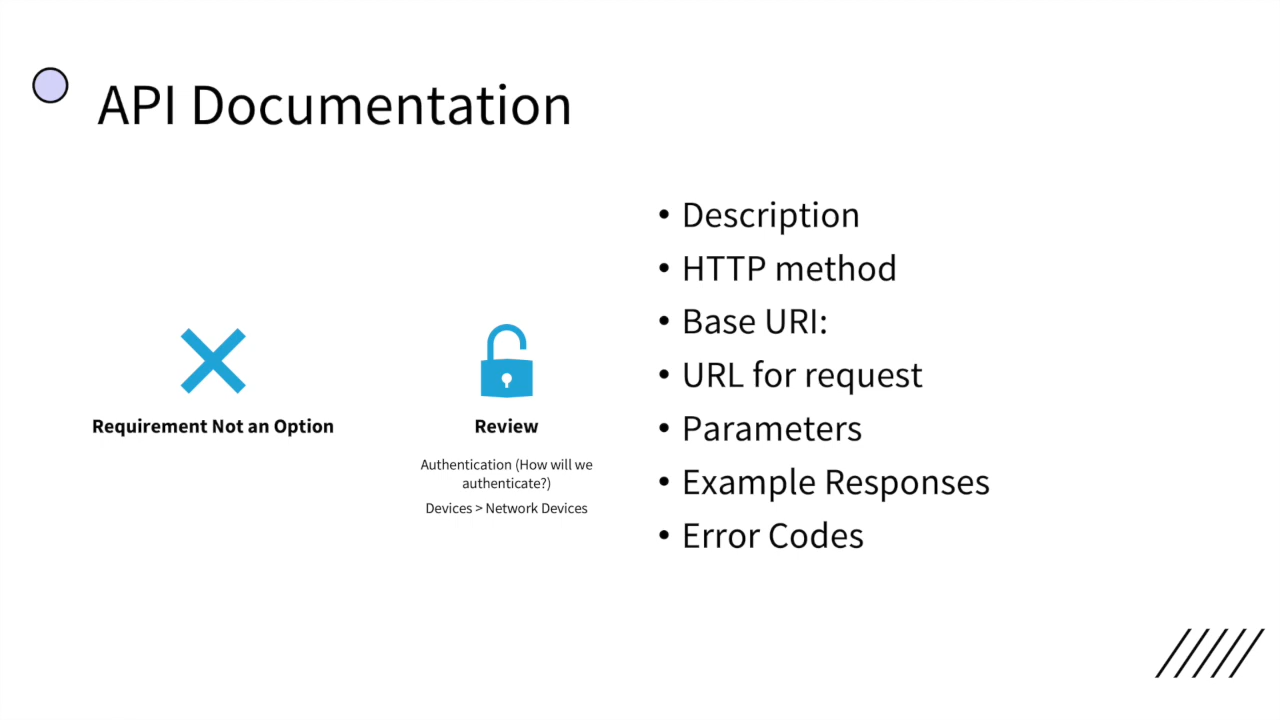 API Documentation
Requirement Not an Option
Review
Authentication (How will we
authenticate?)
Devices > Network Devices
• Description
• HTTP method
• Base URI:
• URL for request
• Parameters
• Example Responses
• Error Codes